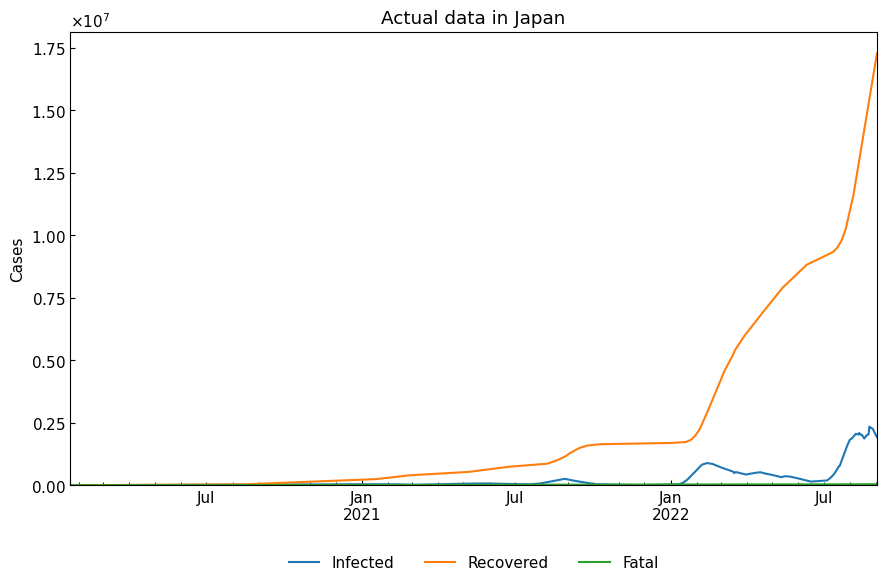 Actual data in Japan
×10⁷
1.75
1.50
1.25
1.00
0.75
0.50
0.25
0.00
Cases
Jul
Jan
2021
Jul
Jan
2022
Jul
Infected
Recovered
Fatal